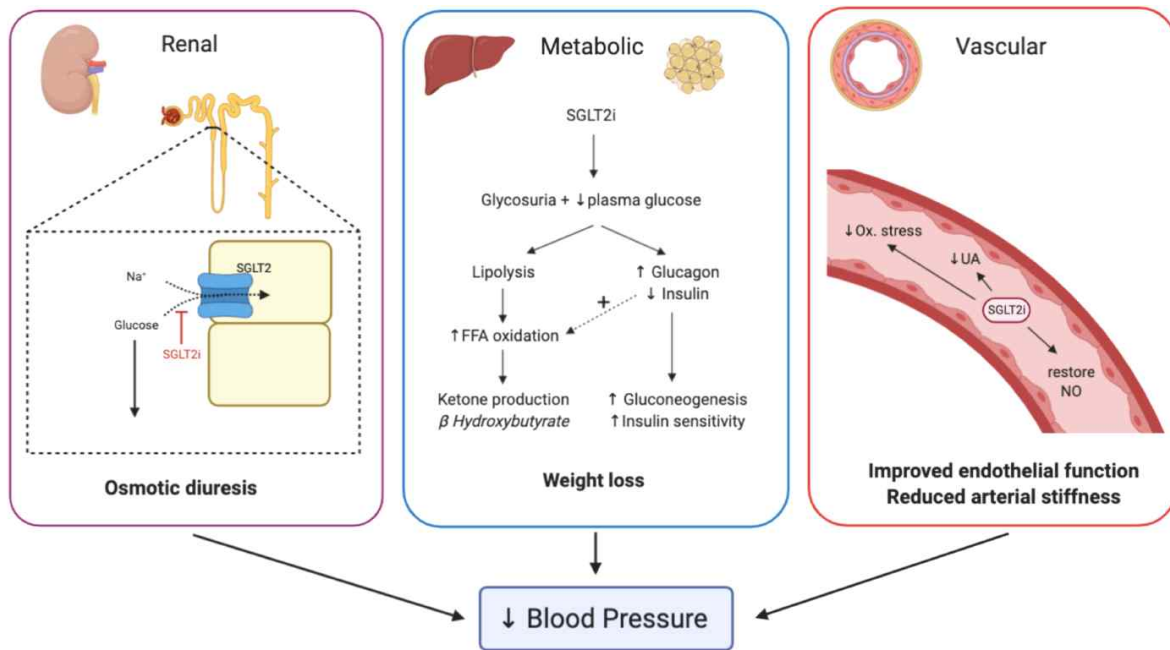 Renal
Na⁺
SGLT2
Glucose
SGLT2i
Osmotic diuresis
Metabolic
SGLT2i
Glycosuria + ↓plasma glucose
Lipolysis
↑ Glucagon
↓ Insulin
+
↑FFA oxidation
Ketone production
β Hydroxybutyrate
↑ Gluconeogenesis
↑Insulin sensitivity
Weight loss
Vascular
↓Ox. stress
↓UA
SGLT2i
restore
NO
Improved endothelial function
Reduced arterial stiffness
↓ Blood Pressure